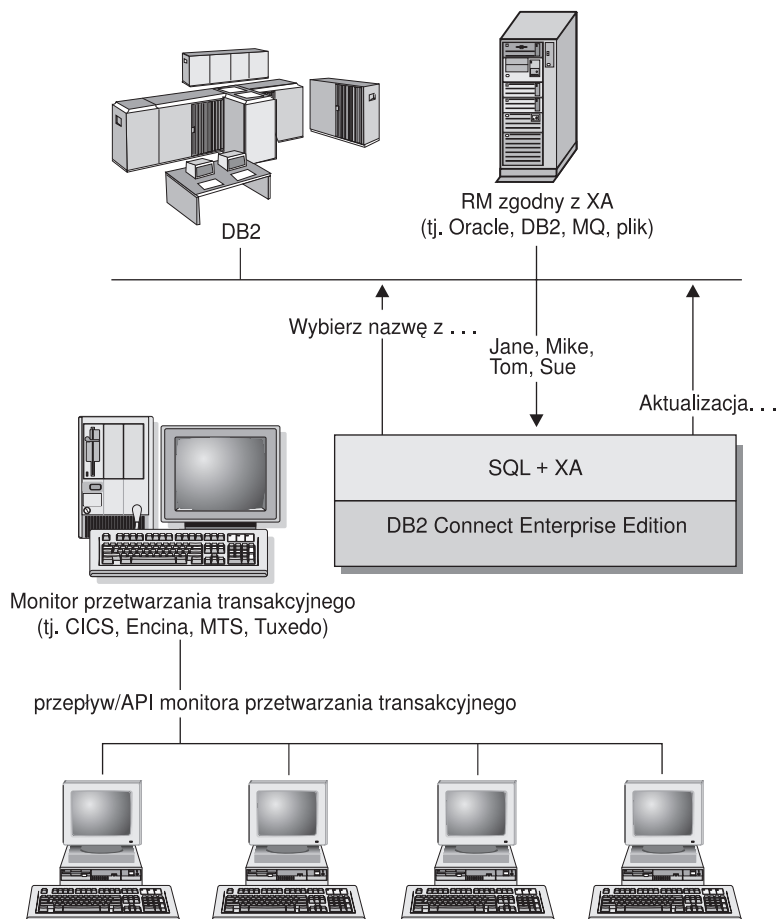 DB2
RM zgodny z XA
(tj. Oracle, DB2, MQ, plik)
Wybierz nazwę z . . .
Jane, Mike,
Tom, Sue
Aktualizacja. . .
SQL + XA
DB2 Connect Enterprise Edition
Monitor przetwarzania transakcyjnego
(tj. CICS, Encina, MTS, Tuxedo)
przepływ/API monitora przetwarzania transakcyjnego